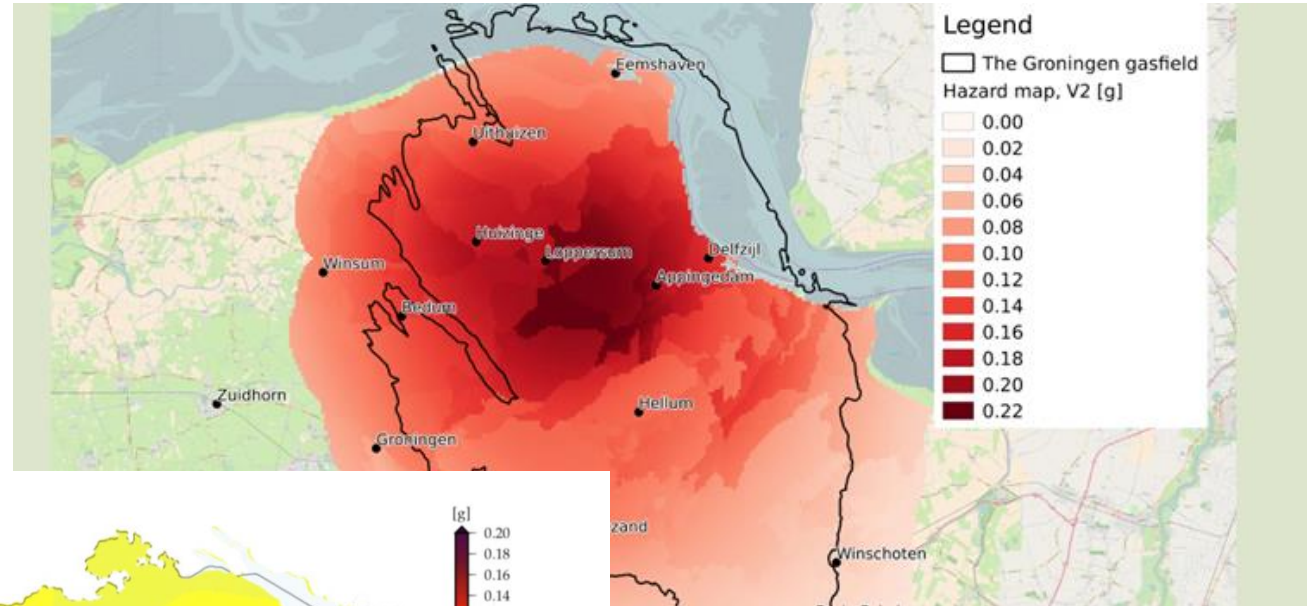 Legend
The Groningen gasfield
Hazard map, V2 [g]
0.00
0.02
0.04
0.06
0.08
0.10
0.12
0.14
0.16
0.18
0.20
0.22
Eemshaven
Uithuizen
Huizinge
Loppersum
Delfzijl
Winsum
Appingedam
Bedum
Zuidhorn
Hellum
Groningen
zand
Winschoten
[g]
0.20
0.18
0.16
0.14